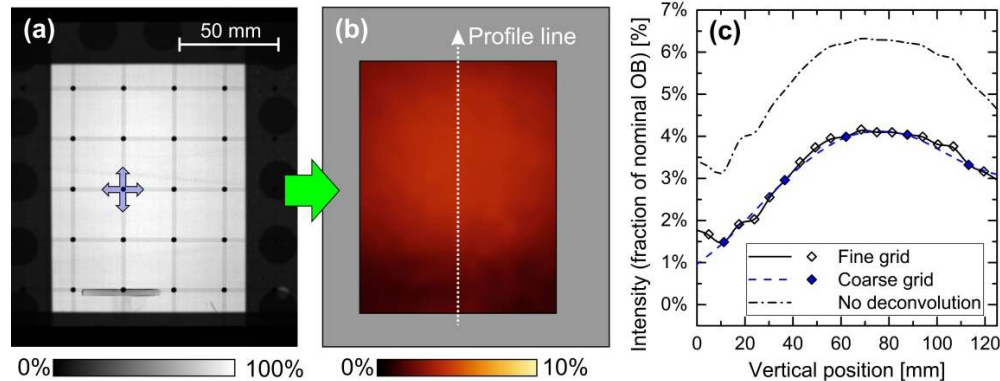 (a)
50 mm
0%
100%
(b)
Profile line
0%
10%
(c)
Intensity (fraction of nominal OB) [%]
7%
6%
5%
4%
3%
2%
1%
0%
Fine grid
Coarse grid
No deconvolution
0 20 40 60 80 100 120
Vertical position [mm]